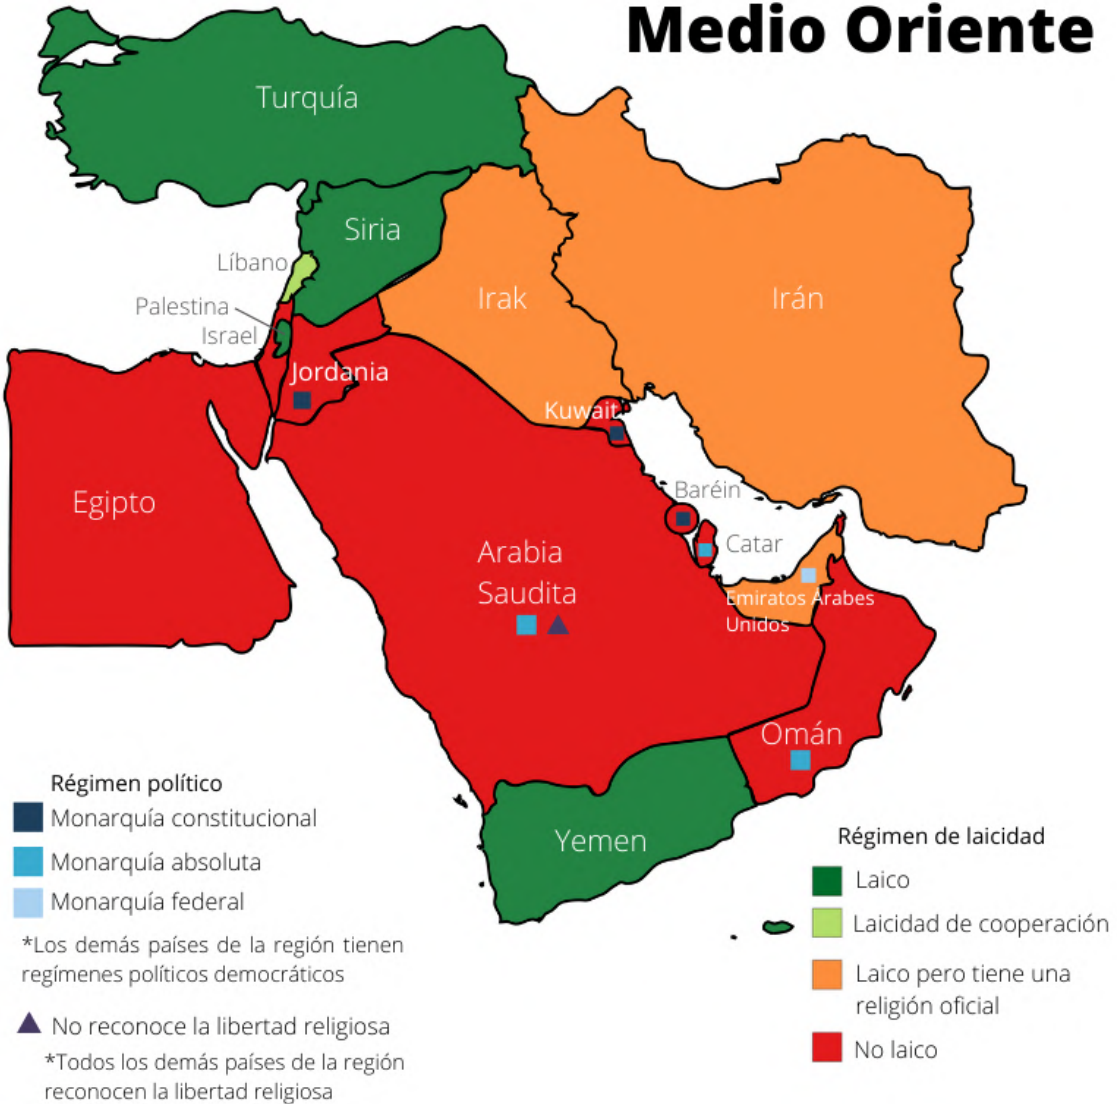 Medio Oriente
Turquía
Siria
Líbano
Palestina
Israel
Irak
Irán
Jordania
Kuwait
Egipto
Baréin
Catar
Arabia
Saudita
Emiratos Arabes
Unidos
Omán
Yemen
Régimen político
Monarquía constitucional
Monarquía absoluta
Monarquía federal
*Los demás países de la región tienen
regímenes políticos democráticos
No reconoce la libertad religiosa
*Todos los demás países de la región
reconocen la libertad religiosa
Régimen de laicidad
Laico
Laicidad de cooperación
Laico pero tiene una
religión oficial
No laico